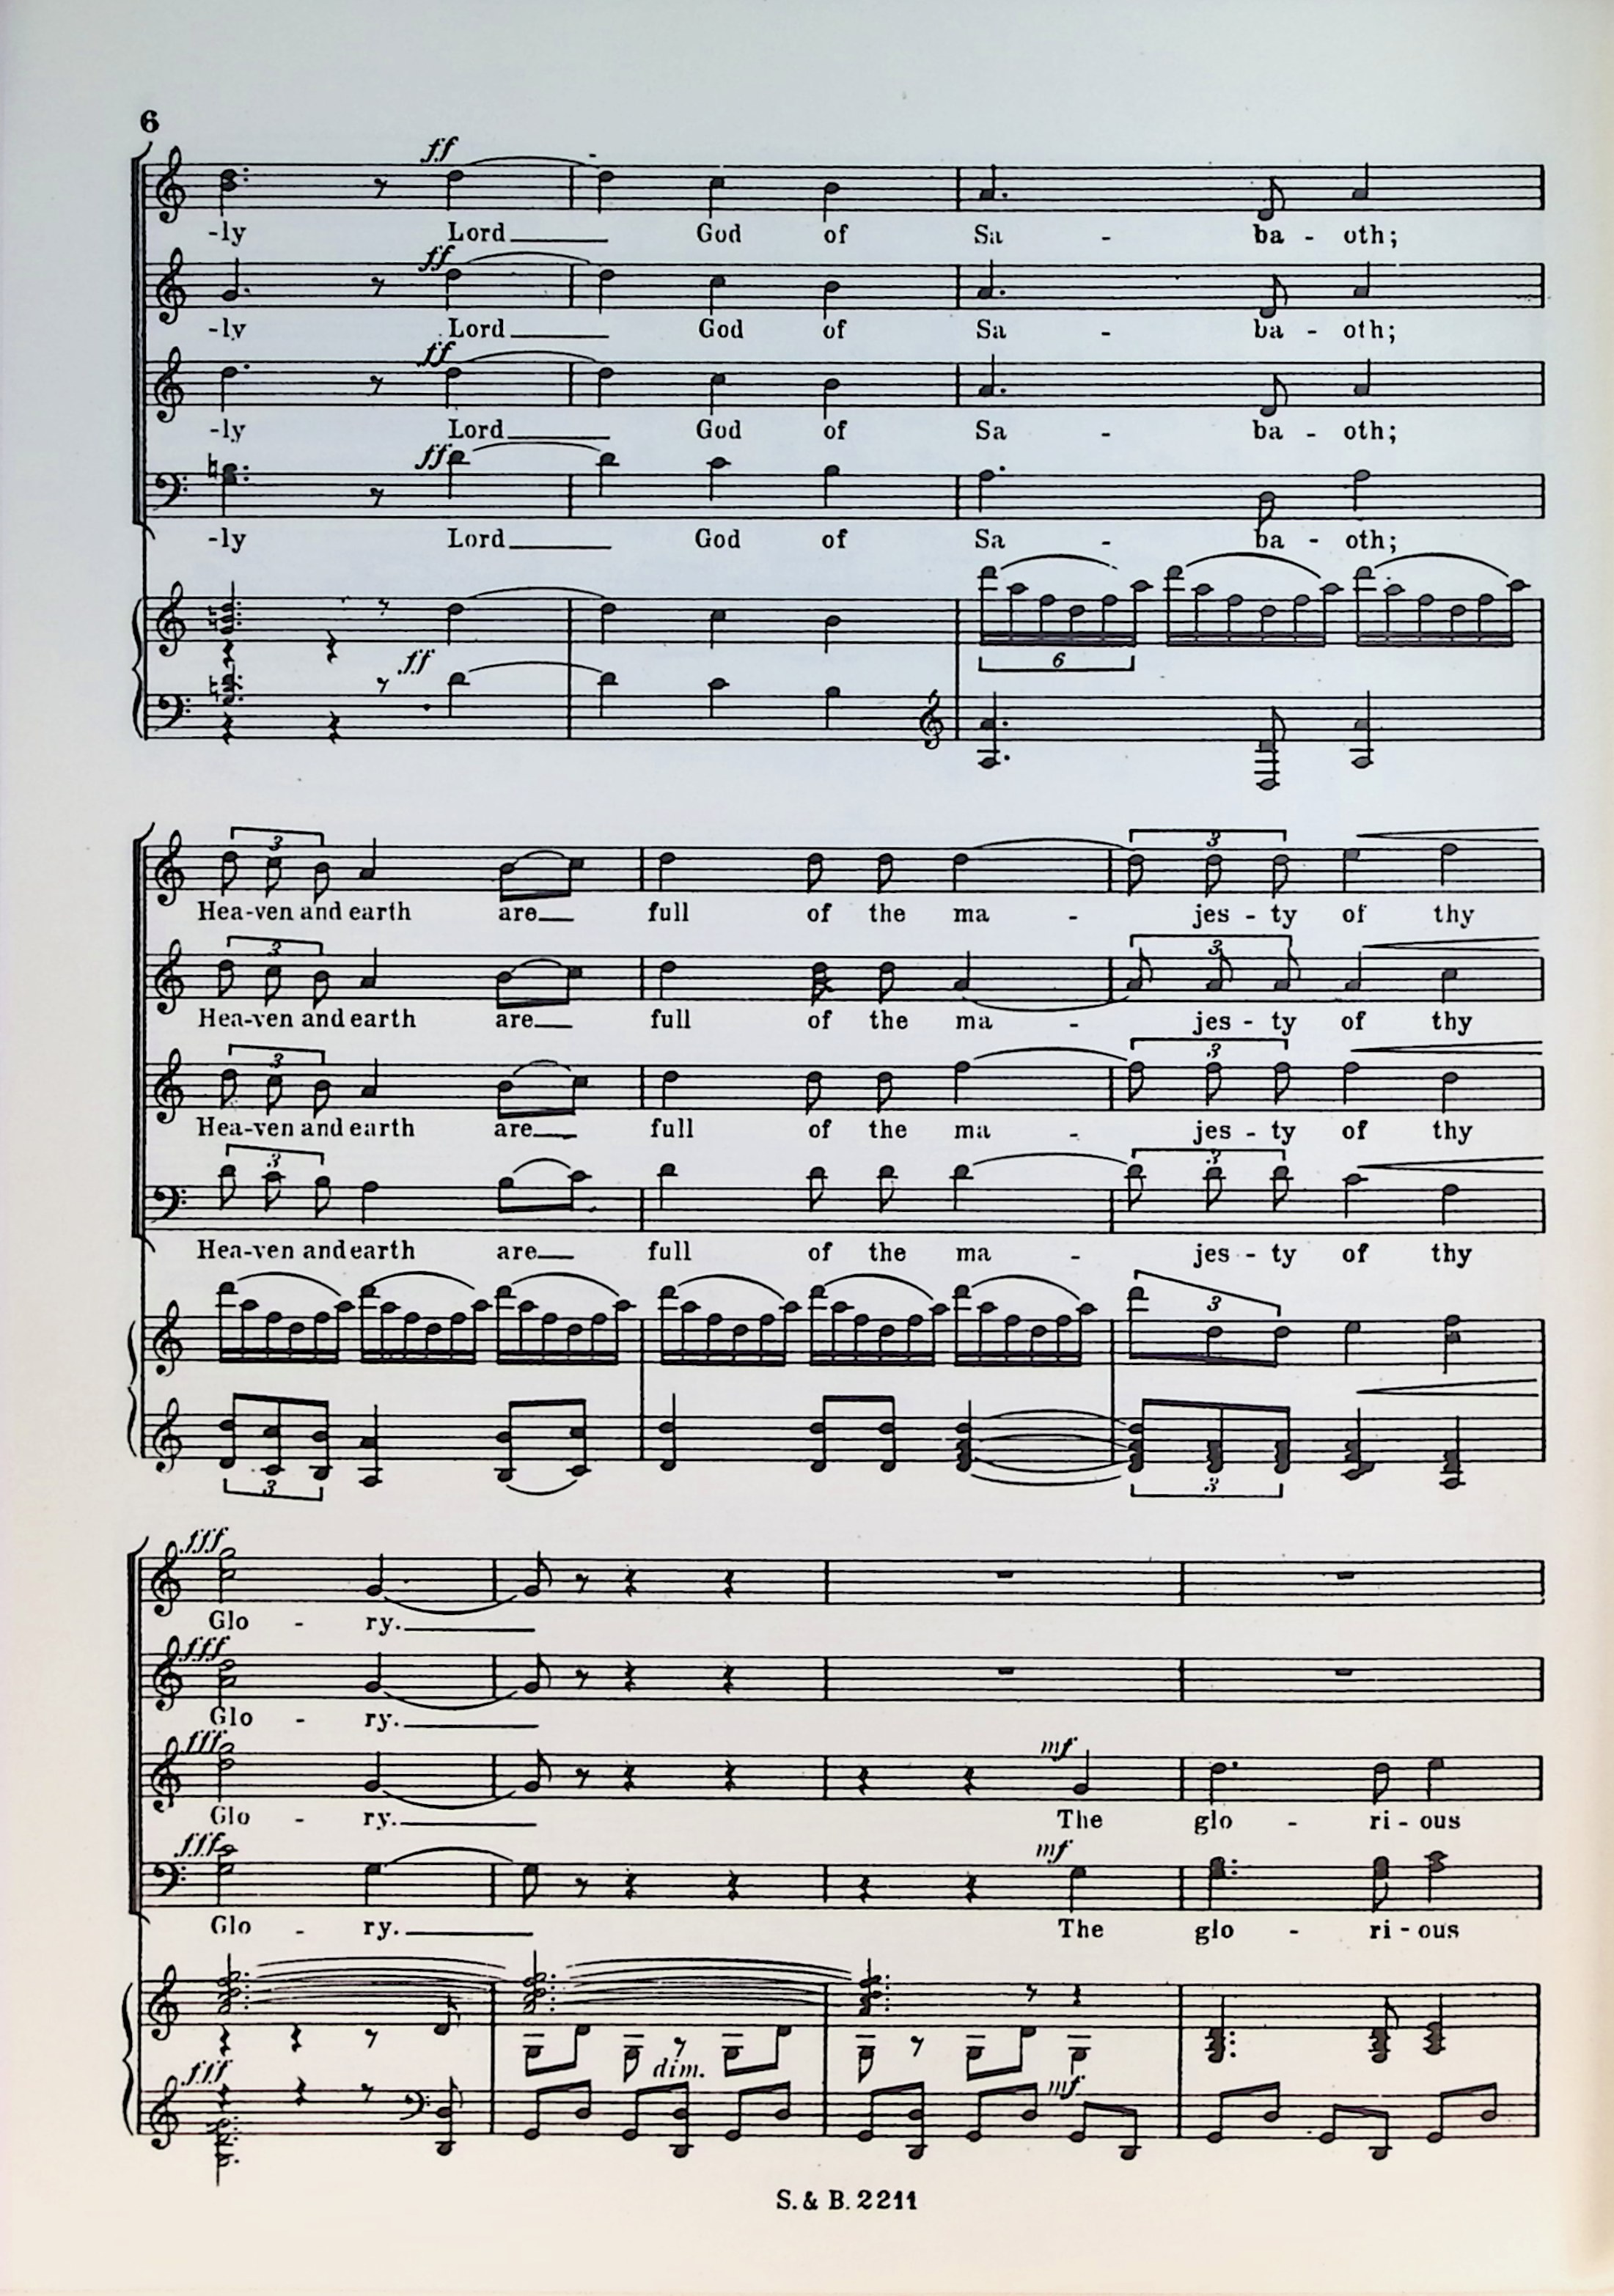 6
ff
-ly Lord God of Sa - ba - oth;
ff
-ly Lord God of Sa - ba - oth;
ff
-ly Lord God of Sa - ba - oth;
ff
-ly Lord God of Sa - ba - oth;
ff
6
3
Hea-ven and earth are full of the ma - jes - ty of thy
3 3
Hea-ven and earth are full of the ma - jes - ty of thy
3 3
Hea-ven and earth are full of the ma - jes - ty of thy
3 3
Hea-ven and earth are full of the ma - jes - ty of thy
3
3 3
fff
Glo - ry.
fff
Glo - ry.
fff mf
Glo - ry. The glo - ri - ous
fff mf
Glo - ry. The glo - ri - ous
fff dim. mf
S. & B. 2211